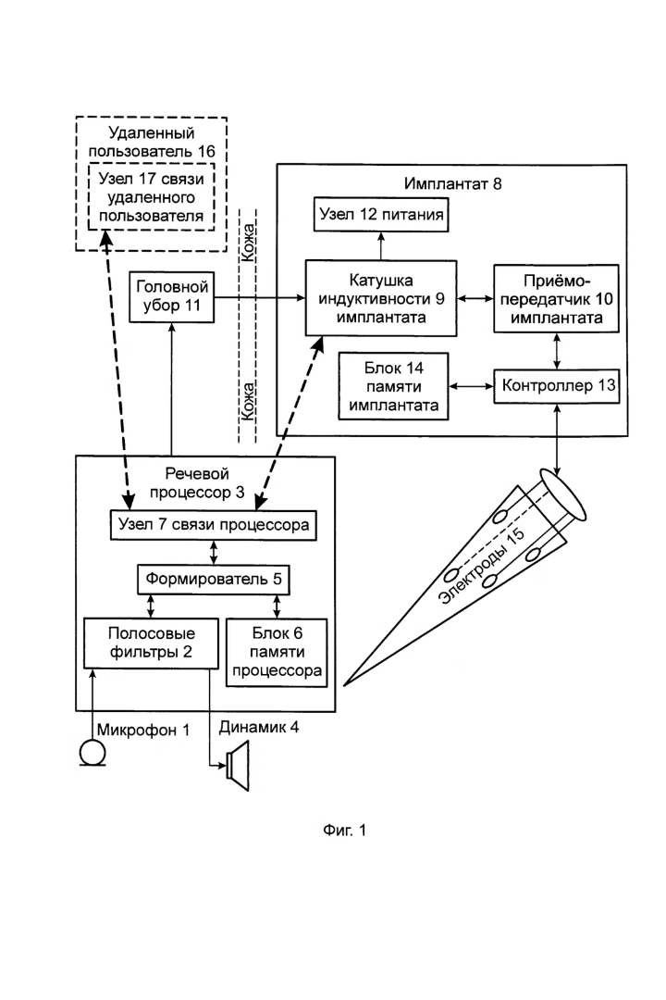 Удаленный
пользователь 16
Узел 17 связи
удаленного
пользователя
Имплантат 8
Узел 12 питания
Кожа
Головной
убор 11
Катушка
индуктивности 9
имплантата
Приёмо-
передатчик 10
имплантата
Блок 14
памяти
имплантата
Контроллер 13
Кожа
Речевой
процессор 3
Узел 7 связи процессора
Формирователь 5
Электроды 15
Полосовые
фильтры 2
Блок 6
памяти
процессора
Микрофон 1
Динамик 4
Фиг. 1